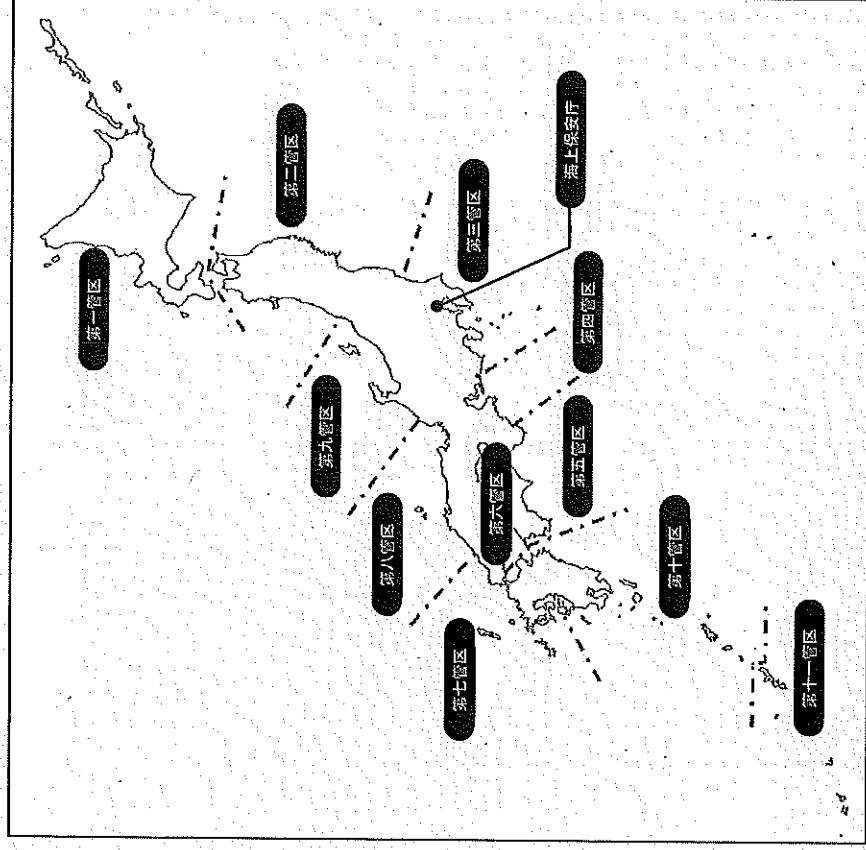 第一管区
第二管区
第三管区
海上保安庁
第四管区
第九管区
第五管区
第六管区
第八管区
第十管区
第七管区
第十一管区